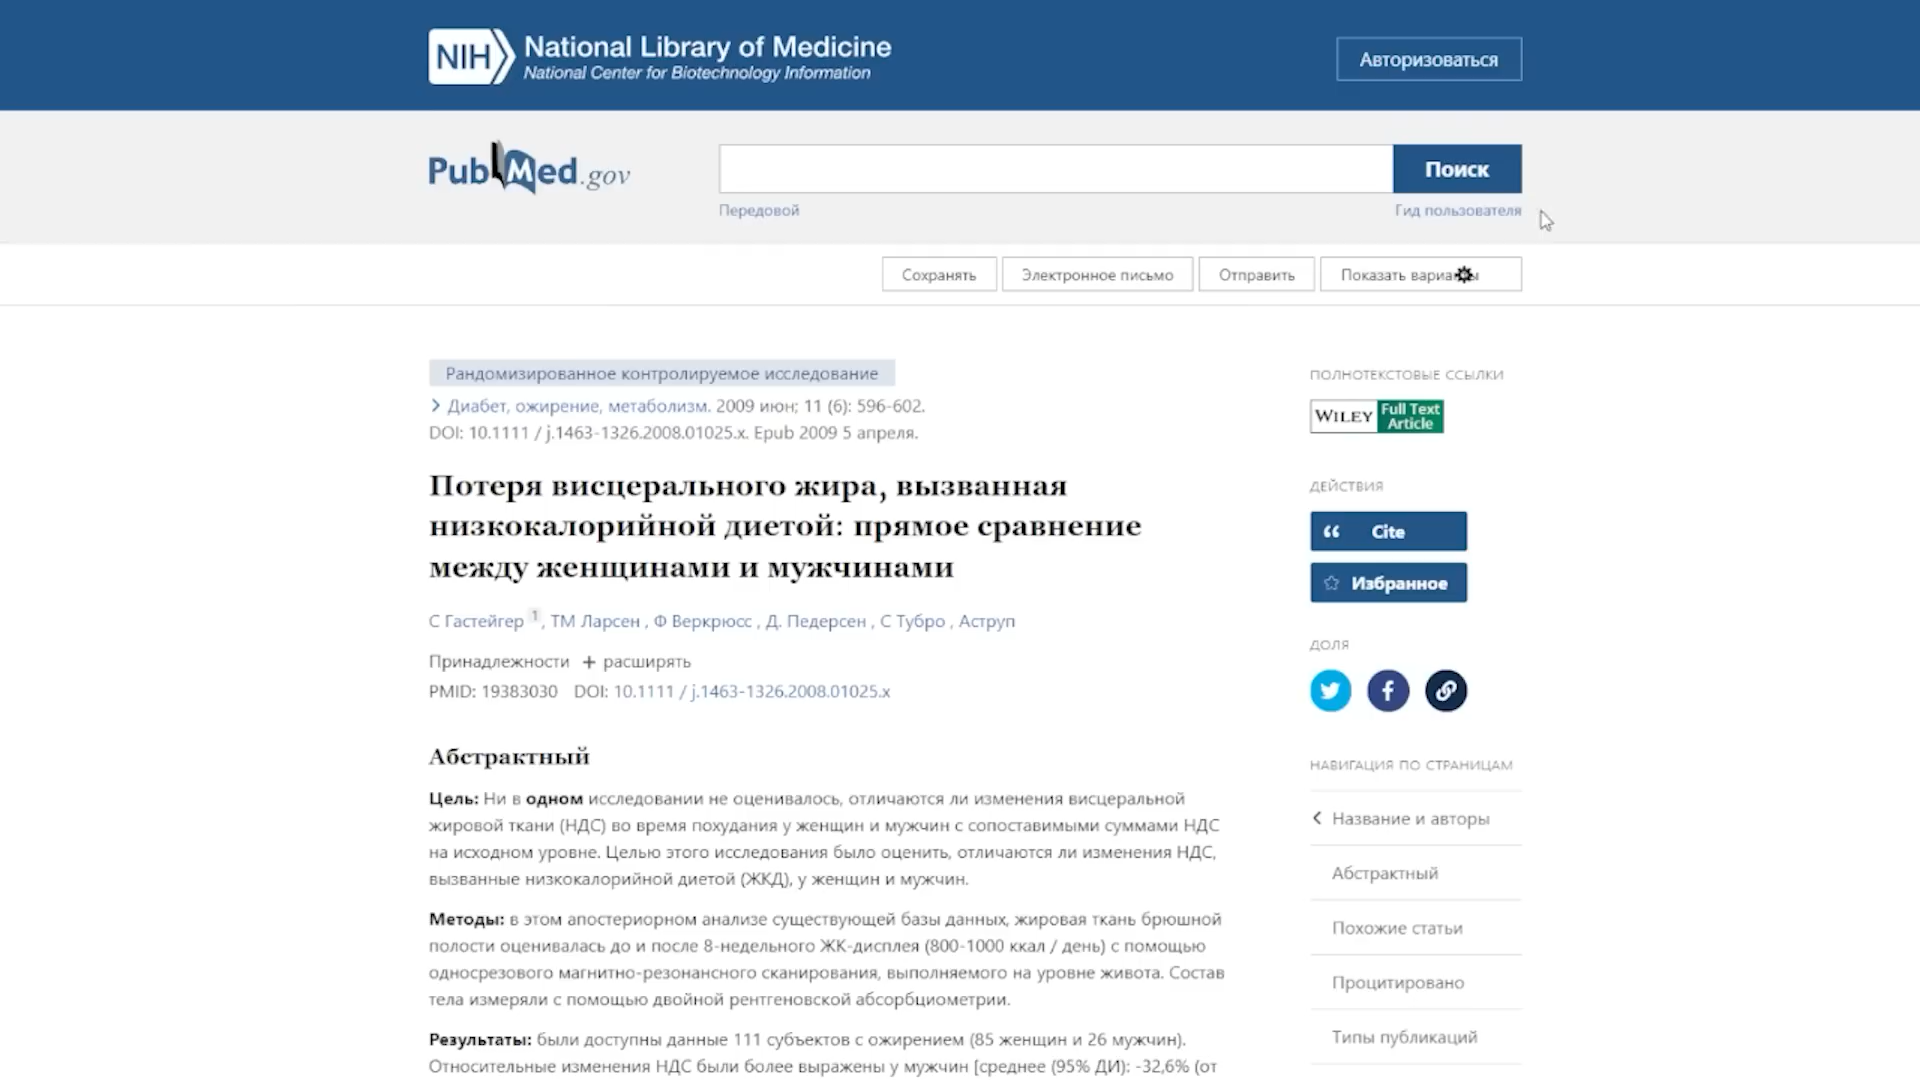 NIH National Library of Medicine
National Center for Biotechnology Information
Авторизоваться
PubMed.gov
Поиск
Передовой
Гид пользователя
Сохранять
Электронное письмо
Отправить
Показать
Рандомизированное контролируемое исследование
Диабет, ожирение, метаболизм. 2009 июн; 11 (6): 596-602.
DOI: 10.1111 / j.1463-1326.2008.01025.x. Epub 2009 5 апреля.
Потеря висцерального жира, вызванная
низкокалорийной диетой: прямое сравнение
между женщинами и мужчинами
С Гастейгер 1 , ТМ Ларсен , Ф Веркрюсс , Д. Педерсен , С Тубро , Аструп
Принадлежности + расширять
PMID: 19383030 DOI: 10.1111 / j.1463-1326.2008.01025.x
Абстрактный
Цель: Ни в одном исследовании не оценивалось, отличаются ли изменения висцеральной
жировой ткани (НДС) во время похудания у женщин и мужчин с сопоставимыми суммами НДС
на исходном уровне. Целью этого исследования было оценить, отличаются ли изменения НДС,
вызванные низкокалорийной диетой (ЖКД), у женщин и мужчин.
Методы: в этом апостериорном анализе существующей базы данных, жировая ткань брюшной
полости оценивалась до и после 8-недельного ЖК-дисплея (800-1000 ккал / день) с помощью
односрезового магнитно-резонансного сканирования, выполняемого на уровне живота. Состав
тела измеряли с помощью двойной рентгеновской абсорбциометрии.
Результаты: были доступны данные 111 субъектов с ожирением (85 женщин и 26 мужчин).
Относительные изменения НДС были более выражены у мужчин [среднее (95% ДИ): -32,6% (от
ПОЛНОТЕКСТОВЫЕ ССЫЛКИ
WILEY Full Text
Article
ДЕЙСТВИЯ
Cite
Избранное
ДОЛЯ
НАВИГАЦИЯ ПО СТРАНИЦАМ
Название и авторы
Абстрактный
Похожие статьи
Процитировано
Типы публикаций